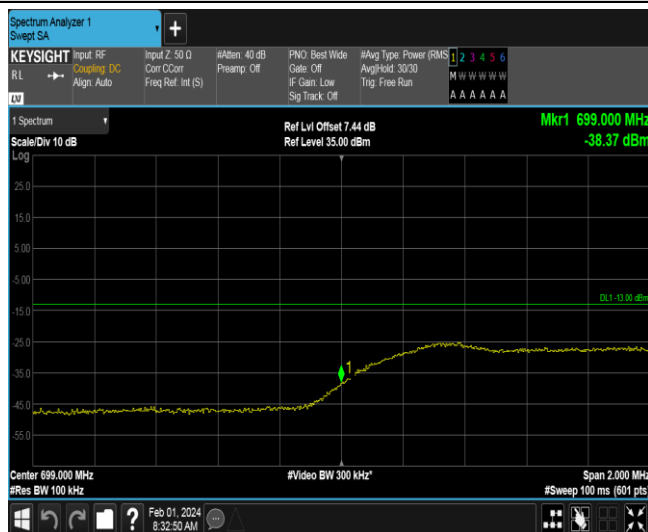 Spectrum Analyzer 1
Swept SA
+
KEYSIGHT
RL
LXI
Input: RF
Coupling: DC
Align: Auto
Input Z: 50 Ω
Corr CCorr
Freq Ref: Int (S)
#Atten: 40 dB
Preamp: Off
PNO: Best Wide
Gate: Off
IF Gain: Low
Sig Track: Off
#Avg Type: Power (RMS
Avg|Hold: 30/30
Trig: Free Run
1 2 3 4 5 6
M W W W W W
A A A A A A
1 Spectrum
Scale/Div 10 dB
Log
Ref Lvl Offset 7.44 dB
Ref Level 35.00 dBm
Mkr1 699.000 MHz
-38.37 dBm
25.0
15.0
5.00
-5.00
DL1 -13.00 dBm
-15.0
-25.0
-35.0
1
-45.0
-55.0
Center 699.000 MHz
#Res BW 100 kHz
#Video BW 300 kHz*
Span 2.000 MHz
#Sweep 100 ms (601 pts)
?
Feb 01, 2024
8:32:50 AM